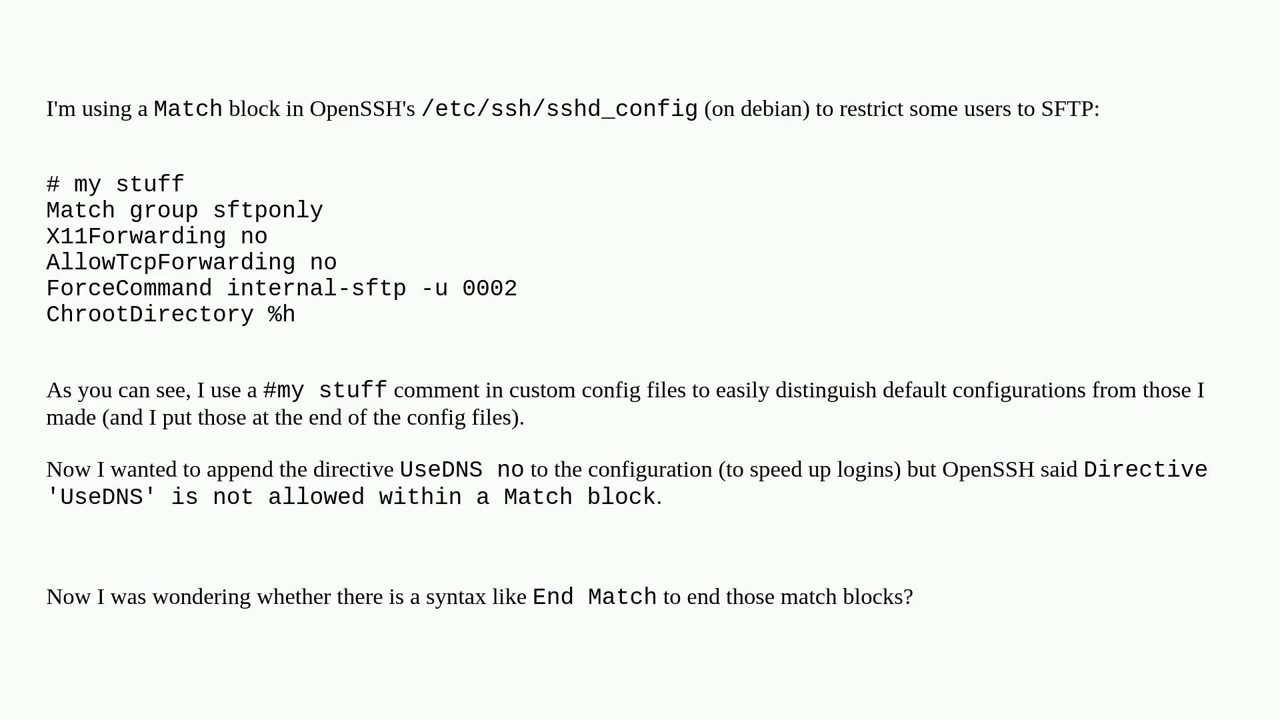 I'm using a Match block in OpenSSH's /etc/ssh/sshd_config (on debian) to restrict some users to SFTP:
# my stuff
Match group sftponly
X11Forwarding no
AllowTcpForwarding no
ForceCommand internal-sftp -u 0002
ChrootDirectory %h
As you can see, I use a #my stuff comment in custom config files to easily distinguish default configurations from those I
made (and I put those at the end of the config files).
Now I wanted to append the directive UseDNS no to the configuration (to speed up logins) but OpenSSH said Directive
'UseDNS' is not allowed within a Match block.
Now I was wondering whether there is a syntax like End Match to end those match blocks?